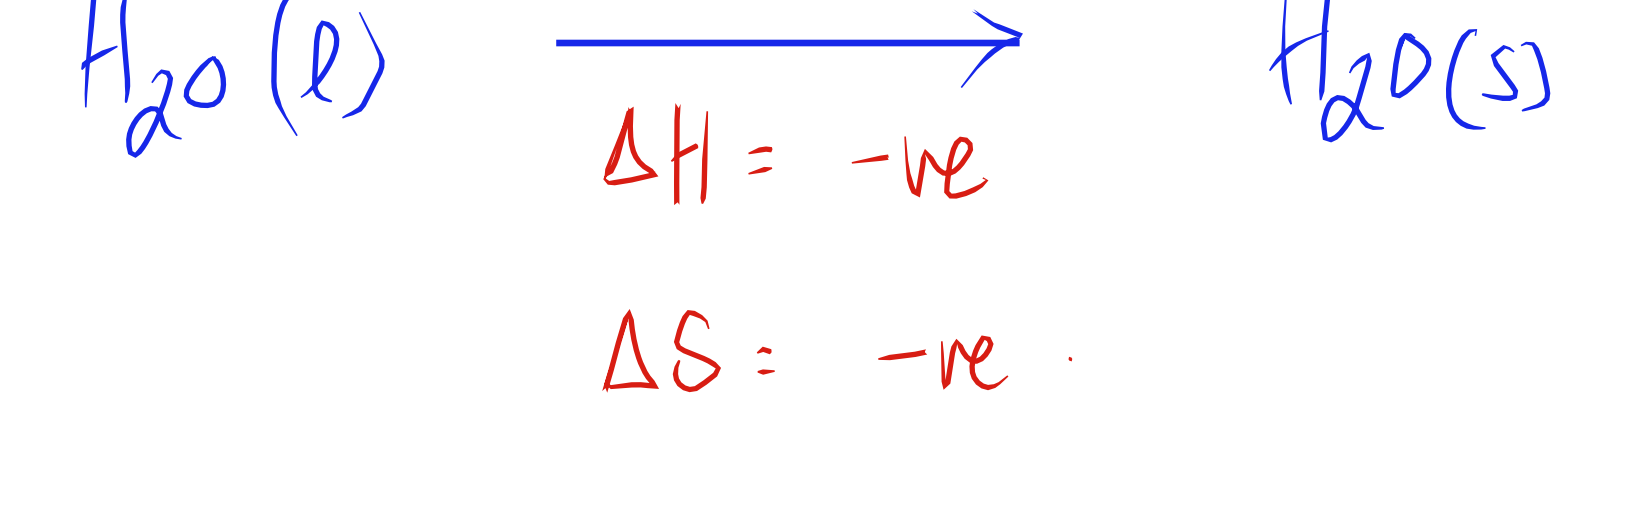 H₂O (l) ⟶ H₂O (s)
ΔH = -ve
ΔS = -ve